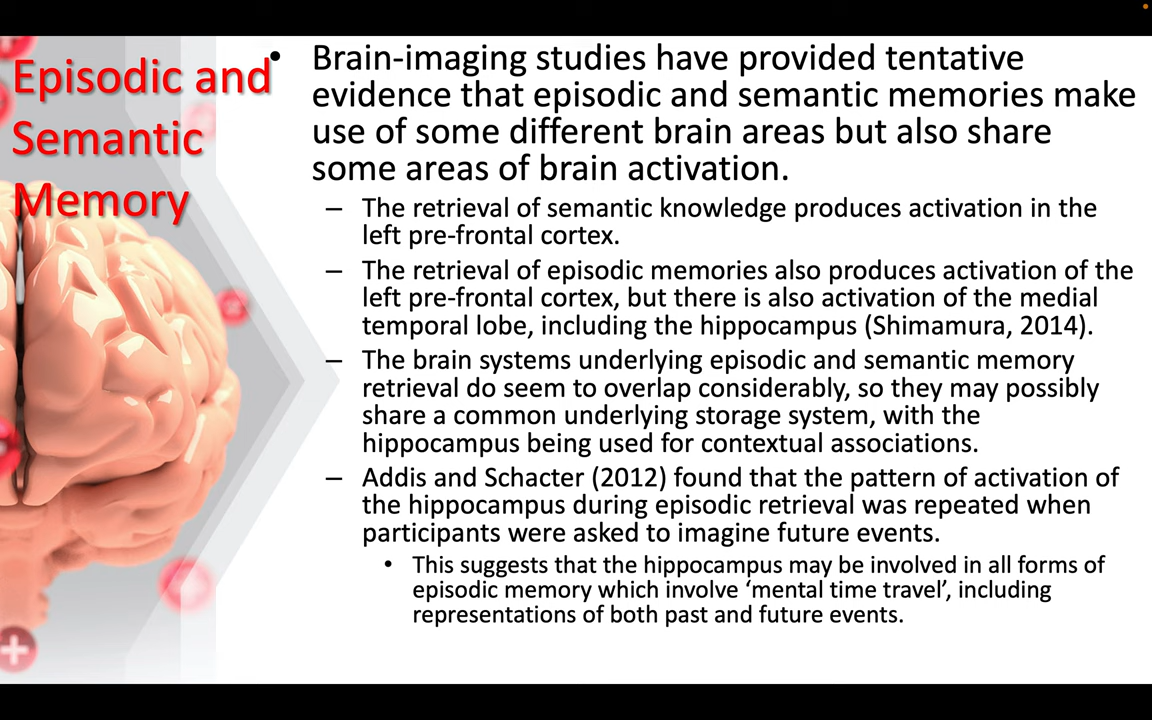 Episodic and
Semantic
Memory
• Brain-imaging studies have provided tentative
evidence that episodic and semantic memories make
use of some different brain areas but also share
some areas of brain activation.
– The retrieval of semantic knowledge produces activation in the
left pre-frontal cortex.
– The retrieval of episodic memories also produces activation of the
left pre-frontal cortex, but there is also activation of the medial
temporal lobe, including the hippocampus (Shimamura, 2014).
– The brain systems underlying episodic and semantic memory
retrieval do seem to overlap considerably, so they may possibly
share a common underlying storage system, with the
hippocampus being used for contextual associations.
– Addis and Schacter (2012) found that the pattern of activation of
the hippocampus during episodic retrieval was repeated when
participants were asked to imagine future events.
• This suggests that the hippocampus may be involved in all forms of
episodic memory which involve ‘mental time travel’, including
representations of both past and future events.